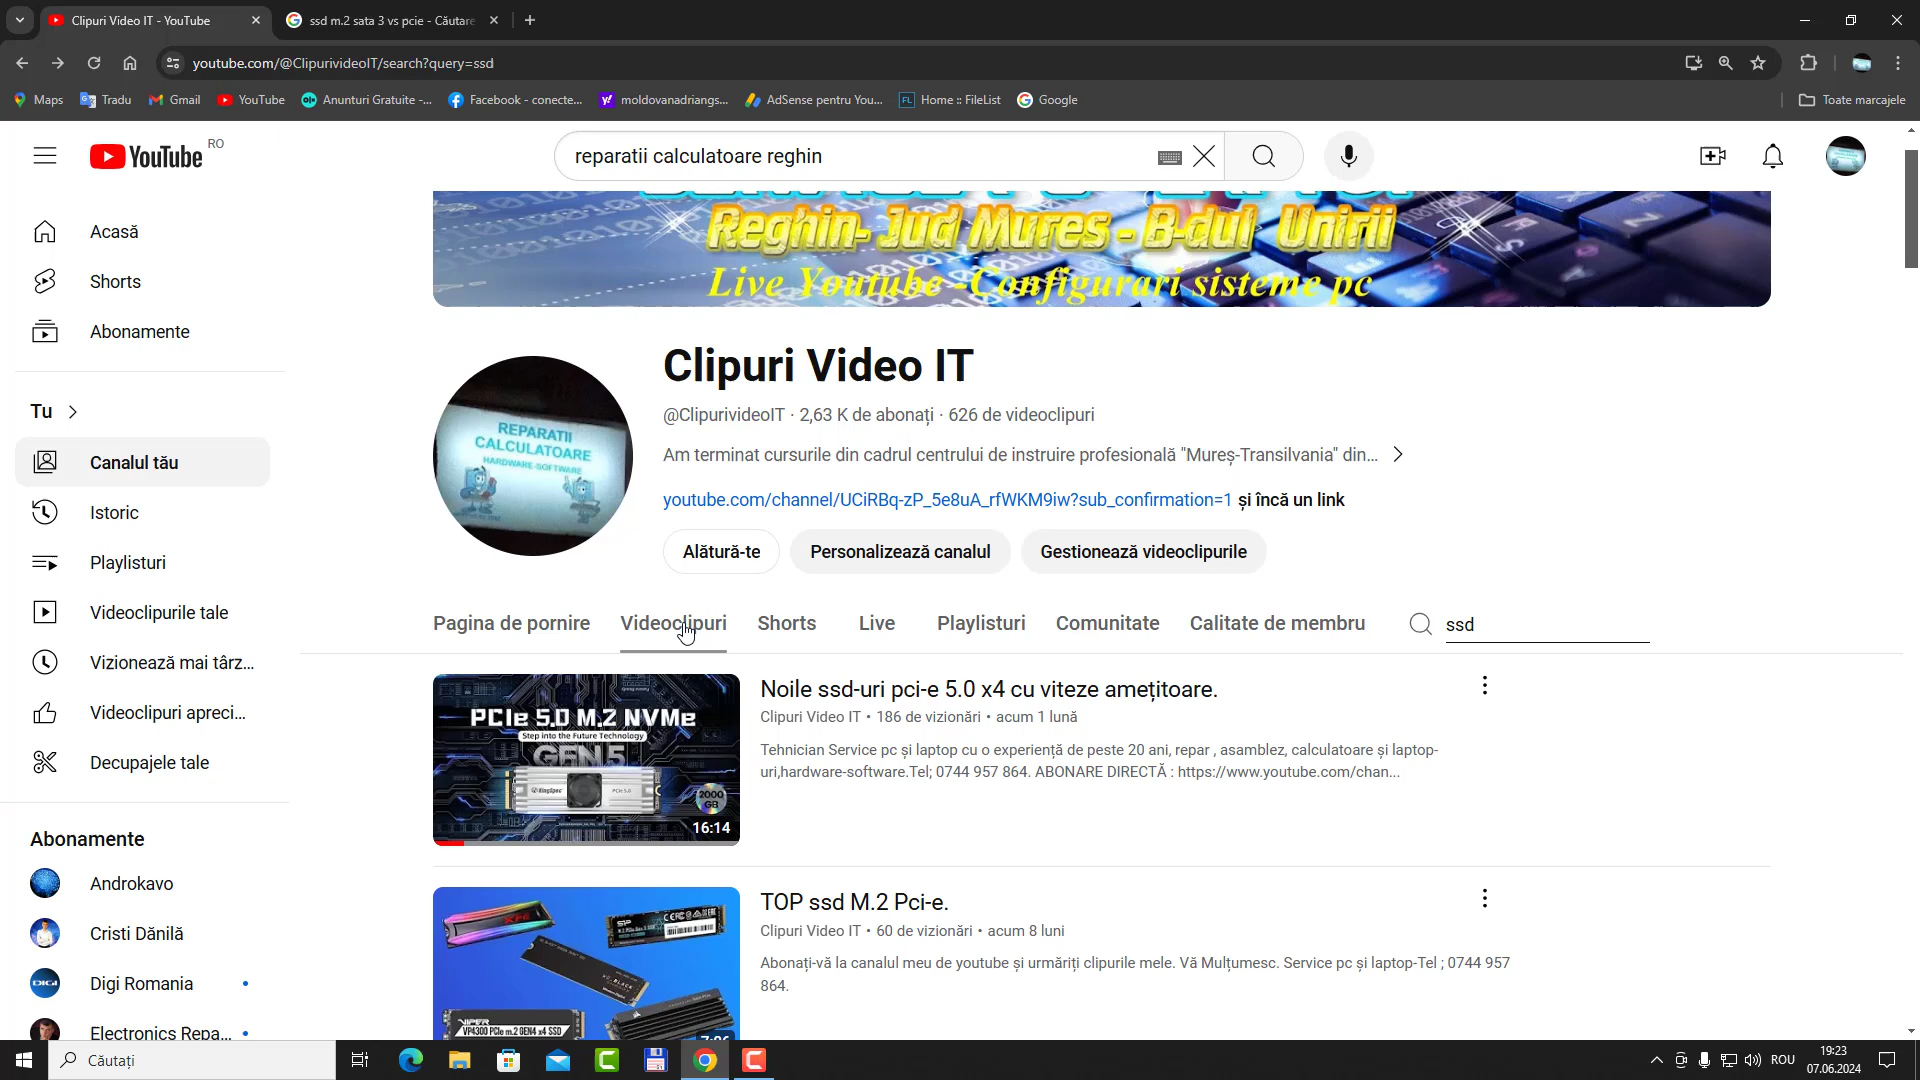 Clipuri Video IT - YouTube
ssd m.2 sata 3 vs pcie - Căutare
youtube.com/@ClipurivideoIT/search?query=ssd
Maps
Tradu
Gmail
YouTube
Anunturi Gratuite -...
Facebook - conecte...
moldovanadriangs...
AdSense pentru You...
Home :: FileList
Google
Toate marcajele
YouTube RO
reparatii calculatoare reghin
Reghin- Jud Mures - B-dul Unirii
Live Youtube -Configurari sisteme pc
Acasă
Shorts
Abonamente
Tu
Canalul tău
Istoric
Playlisturi
Videoclipurile tale
Vizionează mai târz...
Videoclipuri apreci...
Decupajele tale
Abonamente
Androkavo
Cristi Dănilă
DIGI
Digi Romania
Electronics Repa...
REPARATII
CALCULATOARE
HARDWARE-SOFTWARE
Clipuri Video IT
@ClipurivideoIT · 2,63 K de abonați · 626 de videoclipuri
Am terminat cursurile din cadrul centrului de instruire profesională "Mureș-Transilvania" din...
youtube.com/channel/UCiRBq-zP_5e8uA_rfWKM9iw?sub_confirmation=1 și încă un link
Alătură-te
Personalizează canalul
Gestionează videoclipurile
Pagina de pornire
Videoclipuri
Shorts
Live
Playlisturi
Comunitate
Calitate de membru
ssd
PCIe 5.0 M.2 NVMe
Step into the Future Technology
GEN5
KingSpec
PCIe 5.0
2000
GB
16:14
Noile ssd-uri pci-e 5.0 x4 cu viteze amețitoare.
Clipuri Video IT • 186 de vizionări • acum 1 lună
Tehnician Service pc și laptop cu o experiență de peste 20 ani, repar , asamblez, calculatoare și laptop-
uri,hardware-software.Tel; 0744 957 864. ABONARE DIRECTĂ : https://www.youtube.com/chan...
XPG
VIPER
VP4300 PCIe m.2 GEN4 x4 SSD
TOP ssd M.2 Pci-e.
Clipuri Video IT • 60 de vizionări • acum 8 luni
Abonați-vă la canalul meu de youtube și urmăriți clipurile mele. Vă Mulțumesc. Service pc și laptop-Tel ; 0744 957
864.
Căutați
ROU
19:23
07.06.2024